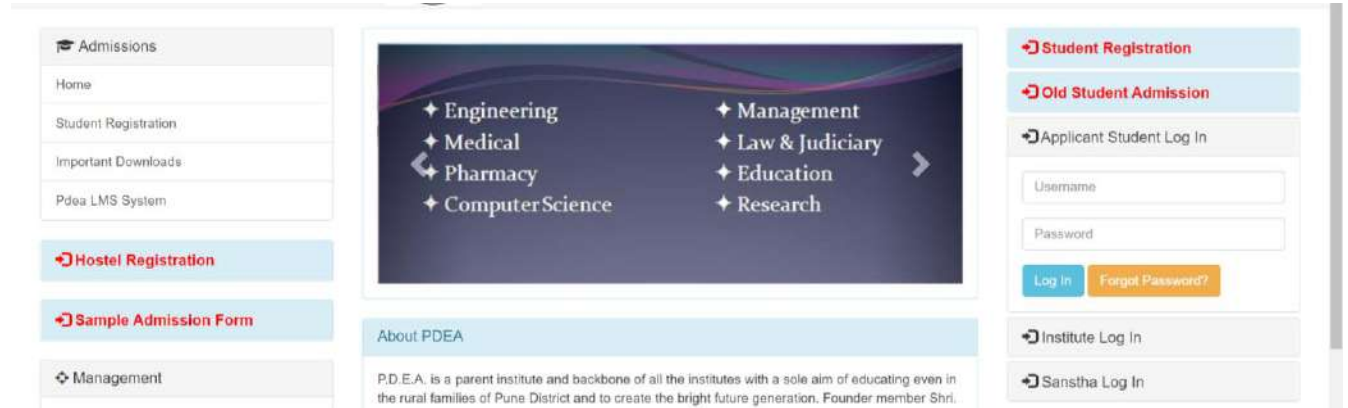 Admissions
Home
Student Registration
Important Downloads
Pdea LMS System
Hostel Registration
Sample Admission Form
Management
Engineering
Medical
Pharmacy
Computer Science
Management
Law & Judiciary
Education
Research
About PDEA
P.D.E.A. is a parent institute and backbone of all the institutes with a sole aim of educating even in
the rural families of Pune District and to create the bright future generation. Founder member Shri.
Student Registration
Old Student Admission
Applicant Student Log In
Username
Password
Log In
Forgot Password?
Institute Log In
Sanstha Log In